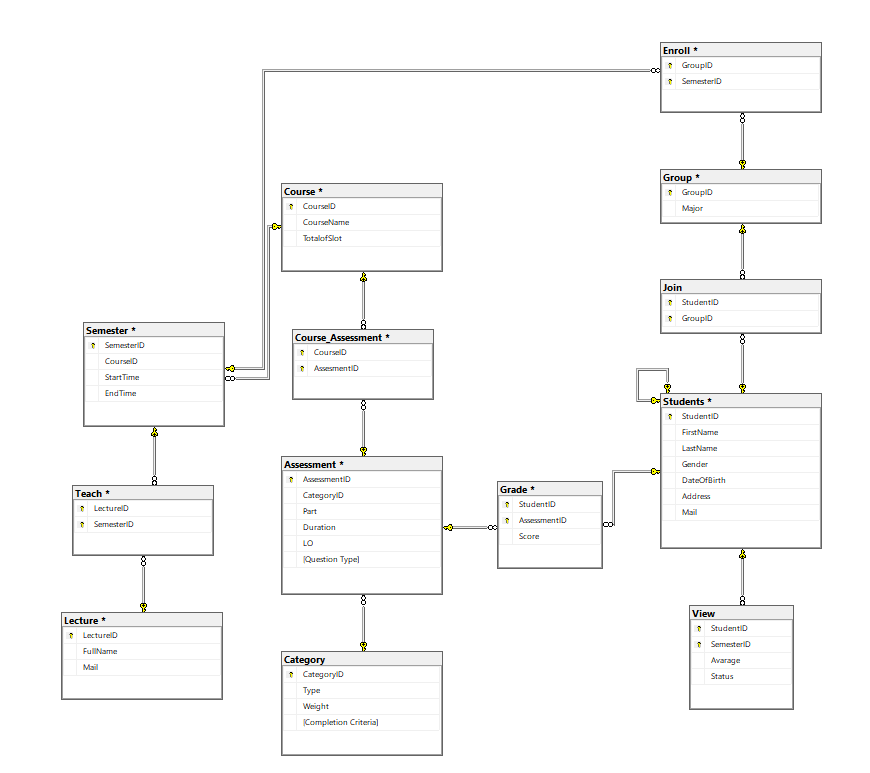 Enroll *
GroupID
SemesterID
Group *
GroupID
Major
Course *
CourseID
CourseName
TotalofSlot
Join
StudentID
GroupID
Semester *
SemesterID
CourseID
StartTime
EndTime
Course_Assessment *
CourseID
AssesmentID
Students *
StudentID
FirstName
LastName
Gender
DateOfBirth
Address
Mail
Assessment *
AssessmentID
CategoryID
Part
Duration
LO
[Question Type]
Grade *
StudentID
AssessmentID
Score
Teach *
LectureID
SemesterID
Lecture *
LectureID
FullName
Mail
Category
CategoryID
Type
Weight
[Completion Criteria]
View
StudentID
SemesterID
Avarage
Status